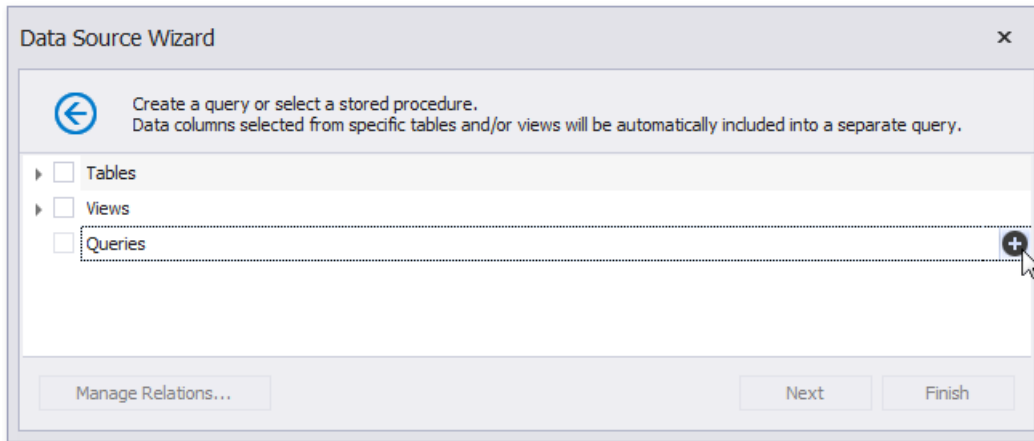 Data Source Wizard
Create a query or select a stored procedure.
Data columns selected from specific tables and/or views will be automatically included into a separate query.
Tables
Views
Queries
Manage Relations...
Next
Finish